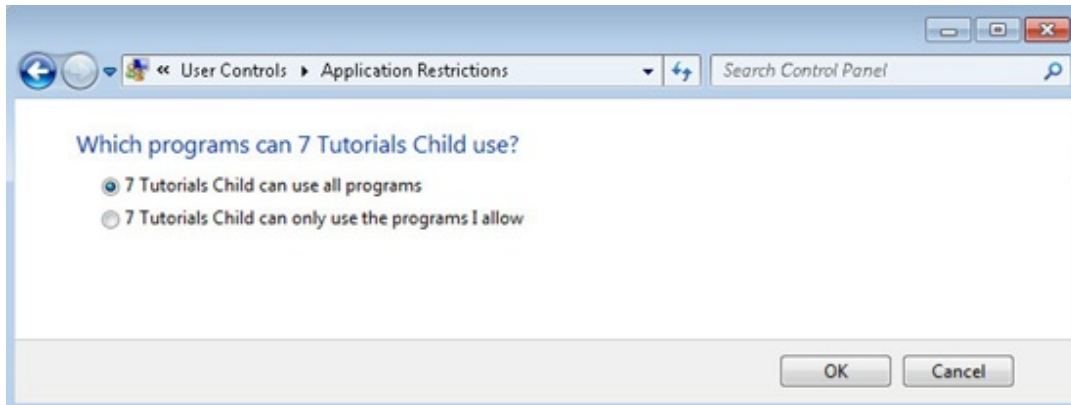 « User Controls ▸ Application Restrictions
Search Control Panel
Which programs can 7 Tutorials Child use?
7 Tutorials Child can use all programs
7 Tutorials Child can only use the programs I allow
OK
Cancel